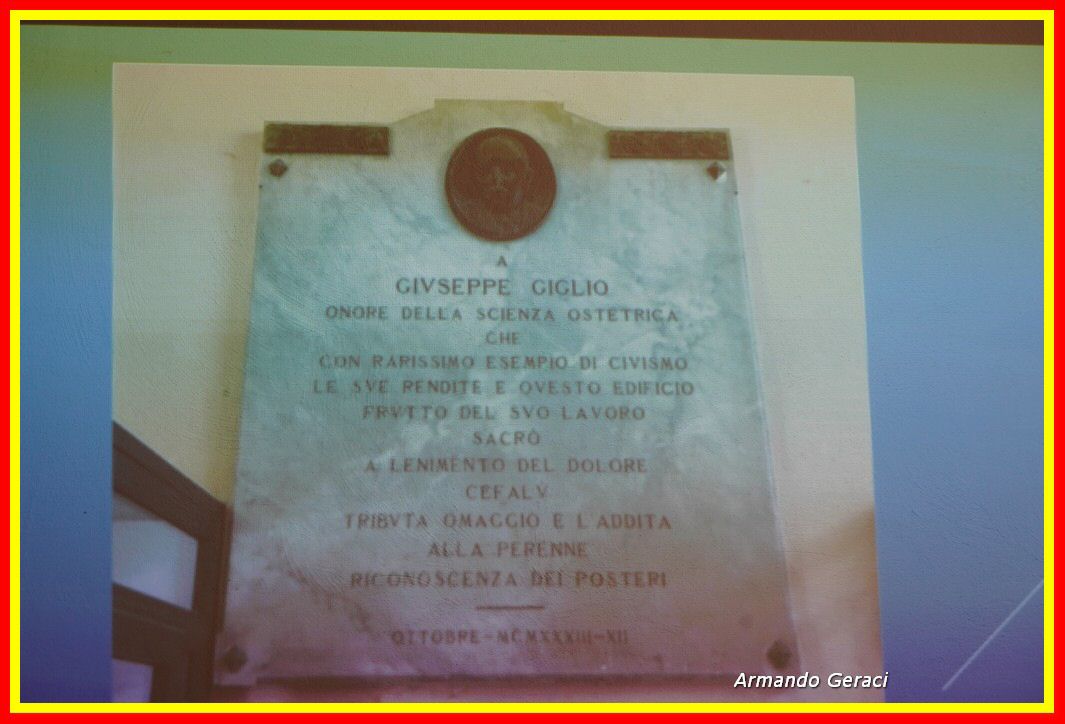 A
GIVSEPPE GIGLIO
ONORE DELLA SCIENZA OSTETRICA
CHE
CON RARISSIMO ESEMPIO DI CIVISMO
LE SVE RENDITE E QVESTO EDIFICIO
FRVTTO DEL SVO LAVORO
SACRÒ
A LENIMENTO DEL DOLORE
CEFALV
TRIBVTA OMAGGIO E L'ADDITA
ALLA PERENNE
RICONOSCENZA DEI POSTERI
OTTOBRE-MCMXXXIII-XII
Armando Geraci